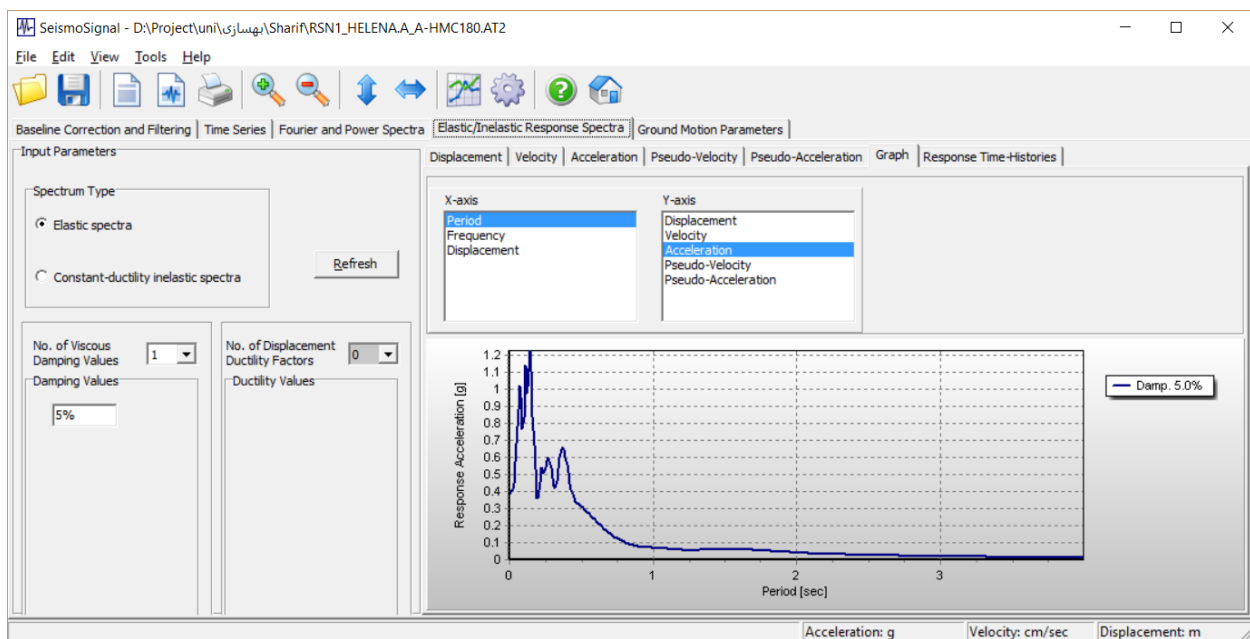 SeismoSignal - D:\Project\uni\بهسازی\Sharif\RSN1_HELENA.A_A-HMC180.AT2
File Edit View Tools Help
Baseline Correction and Filtering Time Series Fourier and Power Spectra Elastic/Inelastic Response Spectra Ground Motion Parameters
Input Parameters
Spectrum Type
Elastic spectra
Constant-ductility inelastic spectra
Refresh
No. of Viscous
Damping Values
1
No. of Displacement
Ductility Factors
0
Damping Values
5%
Ductility Values
Displacement Velocity Acceleration Pseudo-Velocity Pseudo-Acceleration Graph Response Time-Histories
X-axis
Period
Frequency
Displacement
Y-axis
Displacement
Velocity
Acceleration
Pseudo-Velocity
Pseudo-Acceleration
Response Acceleration [g]
1.2
1.1
1
0.9
0.8
0.7
0.6
0.5
0.4
0.3
0.2
0.1
0
0 1 2 3
Period [sec]
Damp. 5.0%
Acceleration: g Velocity: cm/sec Displacement: m